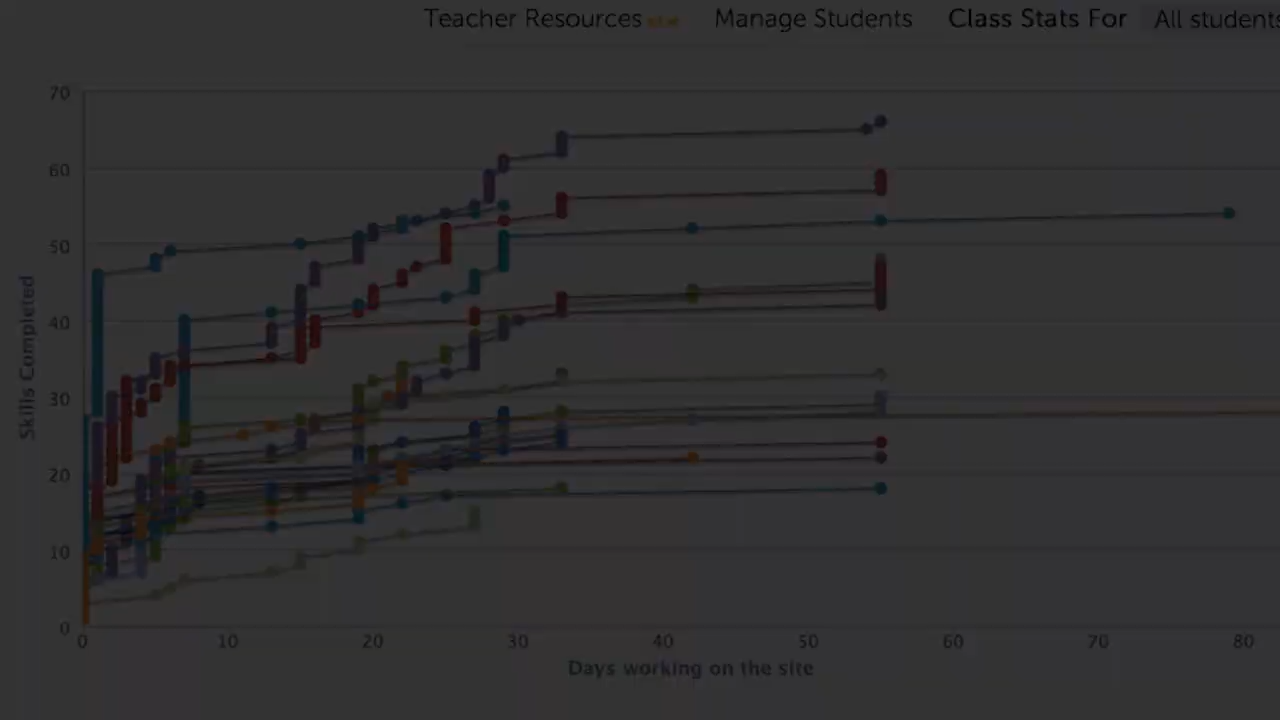 Teacher Resources Manage Students Class Stats For All students
70
60
50
40
30
20
10
0
Skills Completed
0 10 20 30 40 50 60 70 80
Days working on the site